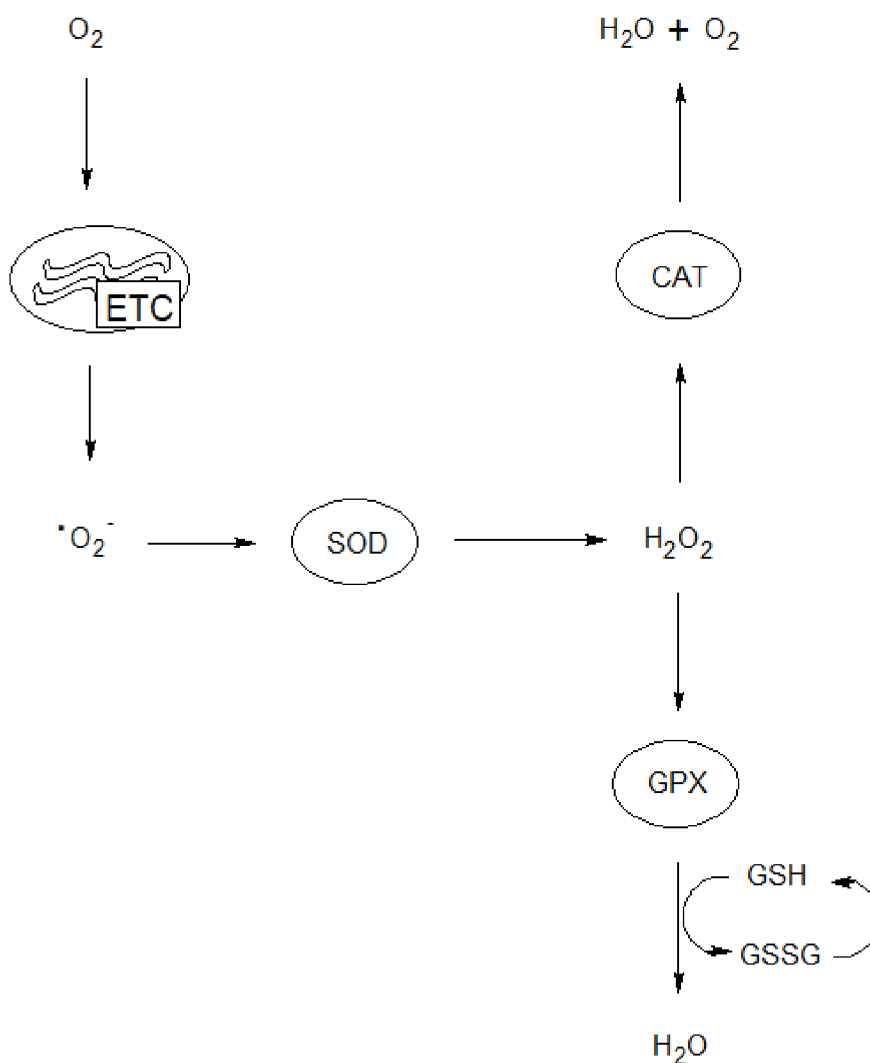 O₂
H₂O + O₂
ETC
CAT
•O₂⁻
SOD
H₂O₂
GPX
GSH
GSSG
H₂O